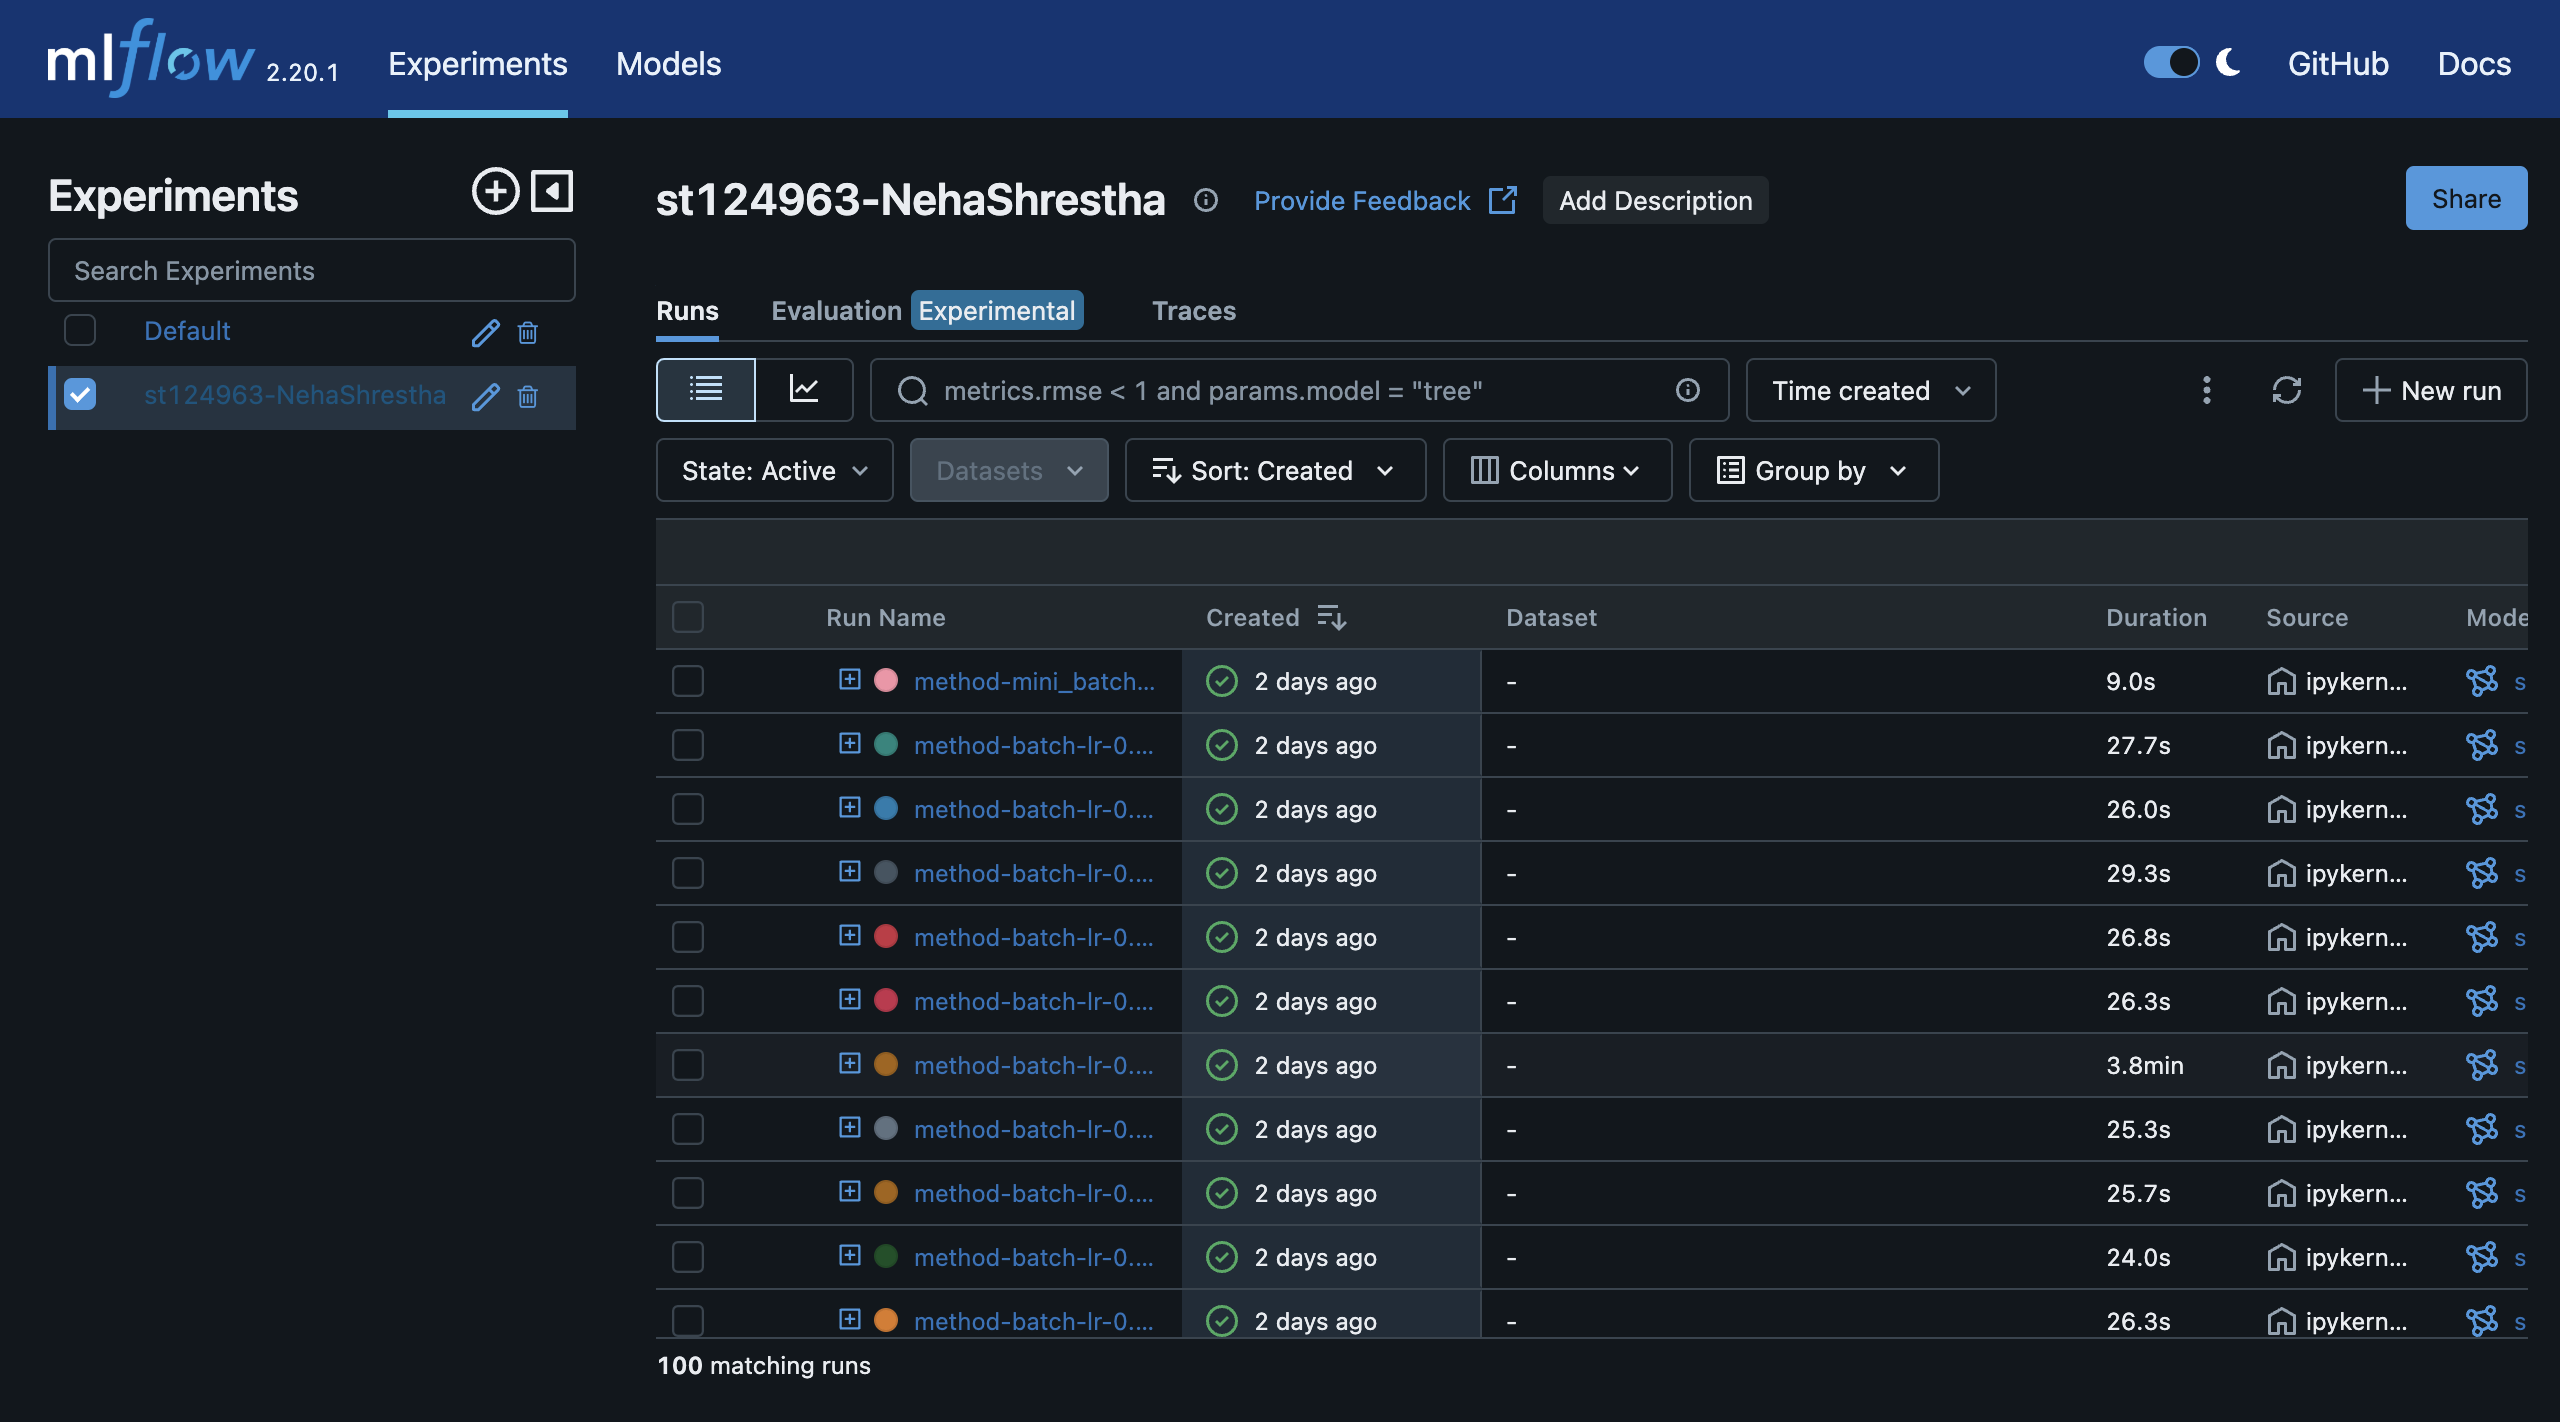 mlflow 2.20.1 Experiments Models GitHub Docs
Experiments
Search Experiments
Default
st124963-NehaShrestha
st124963-NehaShrestha Provide Feedback Add Description Share
Runs Evaluation Experimental Traces
metrics.rmse < 1 and params.model = "tree" Time created New run
State: Active Datasets Sort: Created Columns Group by
Run Name Created Dataset Duration Source Mode
method-mini_batch... 2 days ago - 9.0s ipykern... s
method-batch-lr-0.... 2 days ago - 27.7s ipykern... s
method-batch-lr-0.... 2 days ago - 26.0s ipykern... s
method-batch-lr-0.... 2 days ago - 29.3s ipykern... s
method-batch-lr-0.... 2 days ago - 26.8s ipykern... s
method-batch-lr-0.... 2 days ago - 26.3s ipykern... s
method-batch-lr-0.... 2 days ago - 3.8min ipykern... s
method-batch-lr-0.... 2 days ago - 25.3s ipykern... s
method-batch-lr-0.... 2 days ago - 25.7s ipykern... s
method-batch-lr-0.... 2 days ago - 24.0s ipykern... s
method-batch-lr-0.... 2 days ago - 26.3s ipykern... s
100 matching runs